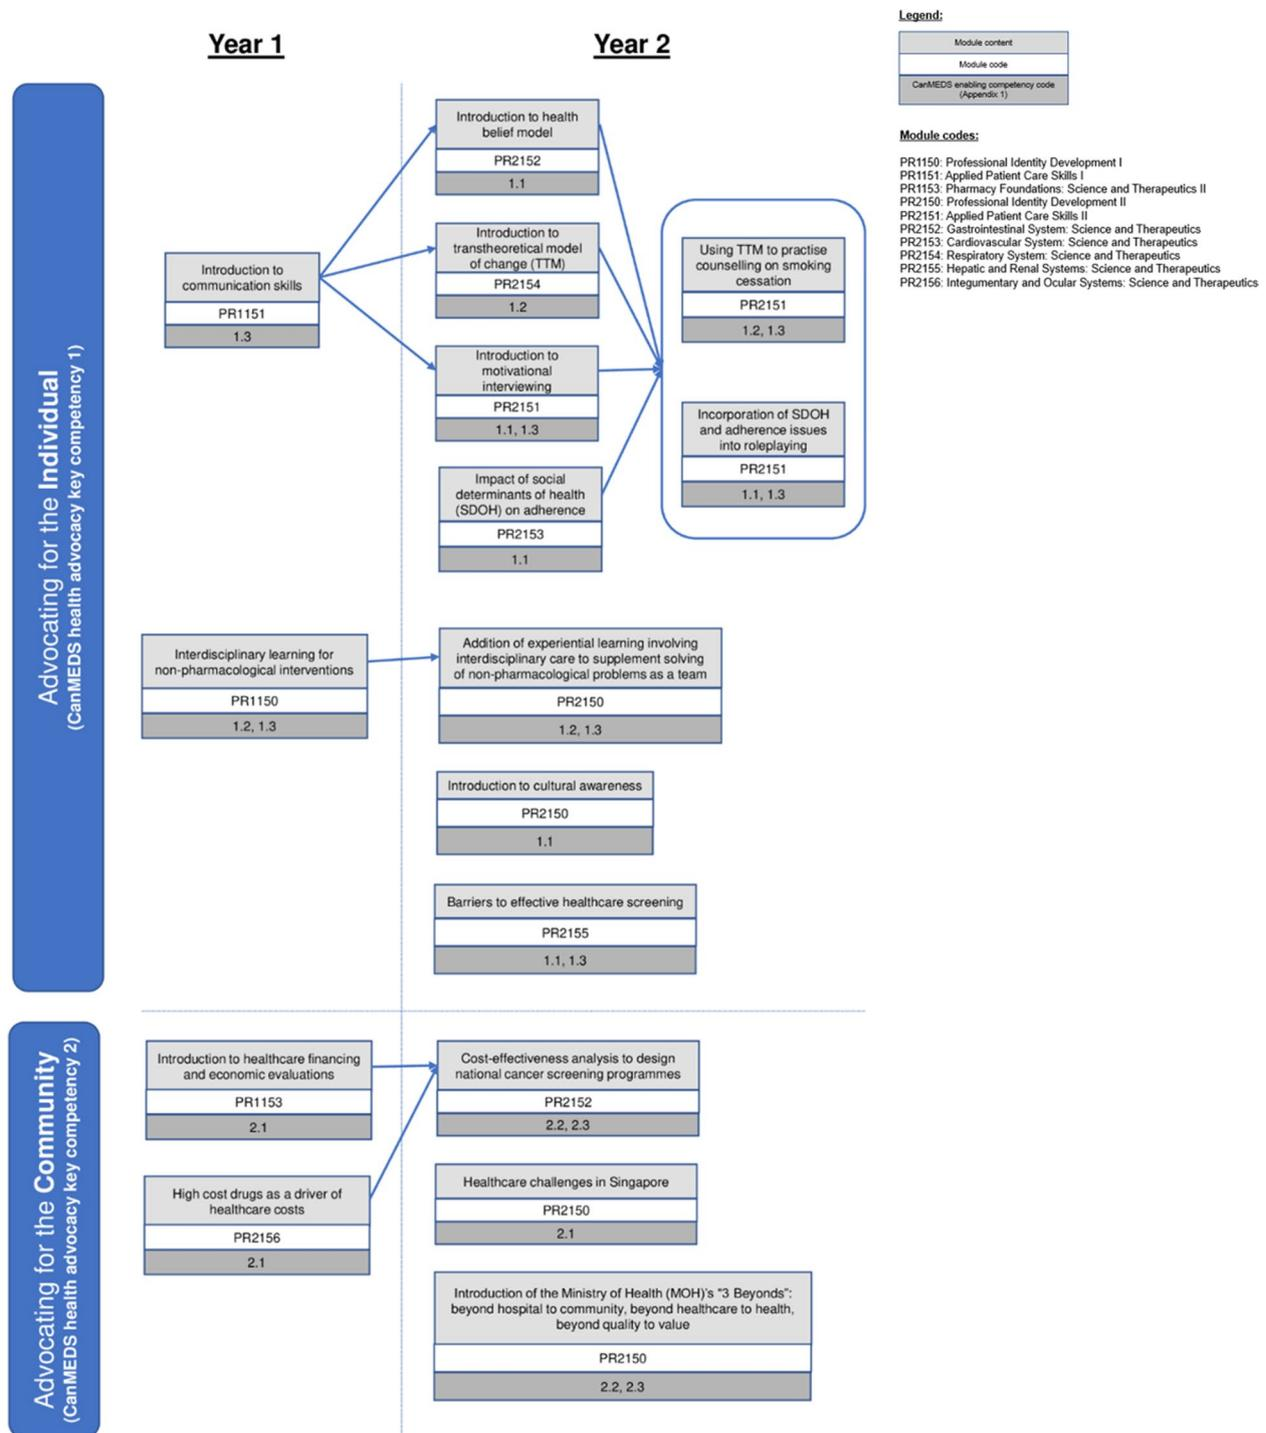 Year 1
Year 2
Legend:
Module content
Module code
CanMEDS enabling competency code
(Appendix 1)
Module codes:
PR1150: Professional Identity Development I
PR1151: Applied Patient Care Skills I
PR1153: Pharmacy Foundations: Science and Therapeutics II
PR2150: Professional Identity Development II
PR2151: Applied Patient Care Skills II
PR2152: Gastrointestinal System: Science and Therapeutics
PR2153: Cardiovascular System: Science and Therapeutics
PR2154: Respiratory System: Science and Therapeutics
PR2155: Hepatic and Renal Systems: Science and Therapeutics
PR2156: Integumentary and Ocular Systems: Science and Therapeutics
Advocating for the Individual
(CanMEDS health advocacy key competency 1)
Introduction to
communication skills
PR1151
1.3
Introduction to health
belief model
PR2152
1.1
Introduction to
transtheoretical model
of change (TTM)
PR2154
1.2
Introduction to
motivational
interviewing
PR2151
1.1, 1.3
Impact of social
determinants of health
(SDOH) on adherence
PR2153
1.1
Using TTM to practise
counselling on smoking
cessation
PR2151
1.2, 1.3
Incorporation of SDOH
and adherence issues
into roleplaying
PR2151
1.1, 1.3
Interdisciplinary learning for
non-pharmacological interventions
PR1150
1.2, 1.3
Addition of experiential learning involving
interdisciplinary care to supplement solving
of non-pharmacological problems as a team
PR2150
1.2, 1.3
Introduction to cultural awareness
PR2150
1.1
Barriers to effective healthcare screening
PR2155
1.1, 1.3
Advocating for the Community
(CanMEDS health advocacy key competency 2)
Introduction to healthcare financing
and economic evaluations
PR1153
2.1
High cost drugs as a driver of
healthcare costs
PR2156
2.1
Cost-effectiveness analysis to design
national cancer screening programmes
PR2152
2.2, 2.3
Healthcare challenges in Singapore
PR2150
2.1
Introduction of the Ministry of Health (MOH)'s "3 Beyonds":
beyond hospital to community, beyond healthcare to health,
beyond quality to value
PR2150
2.2, 2.3